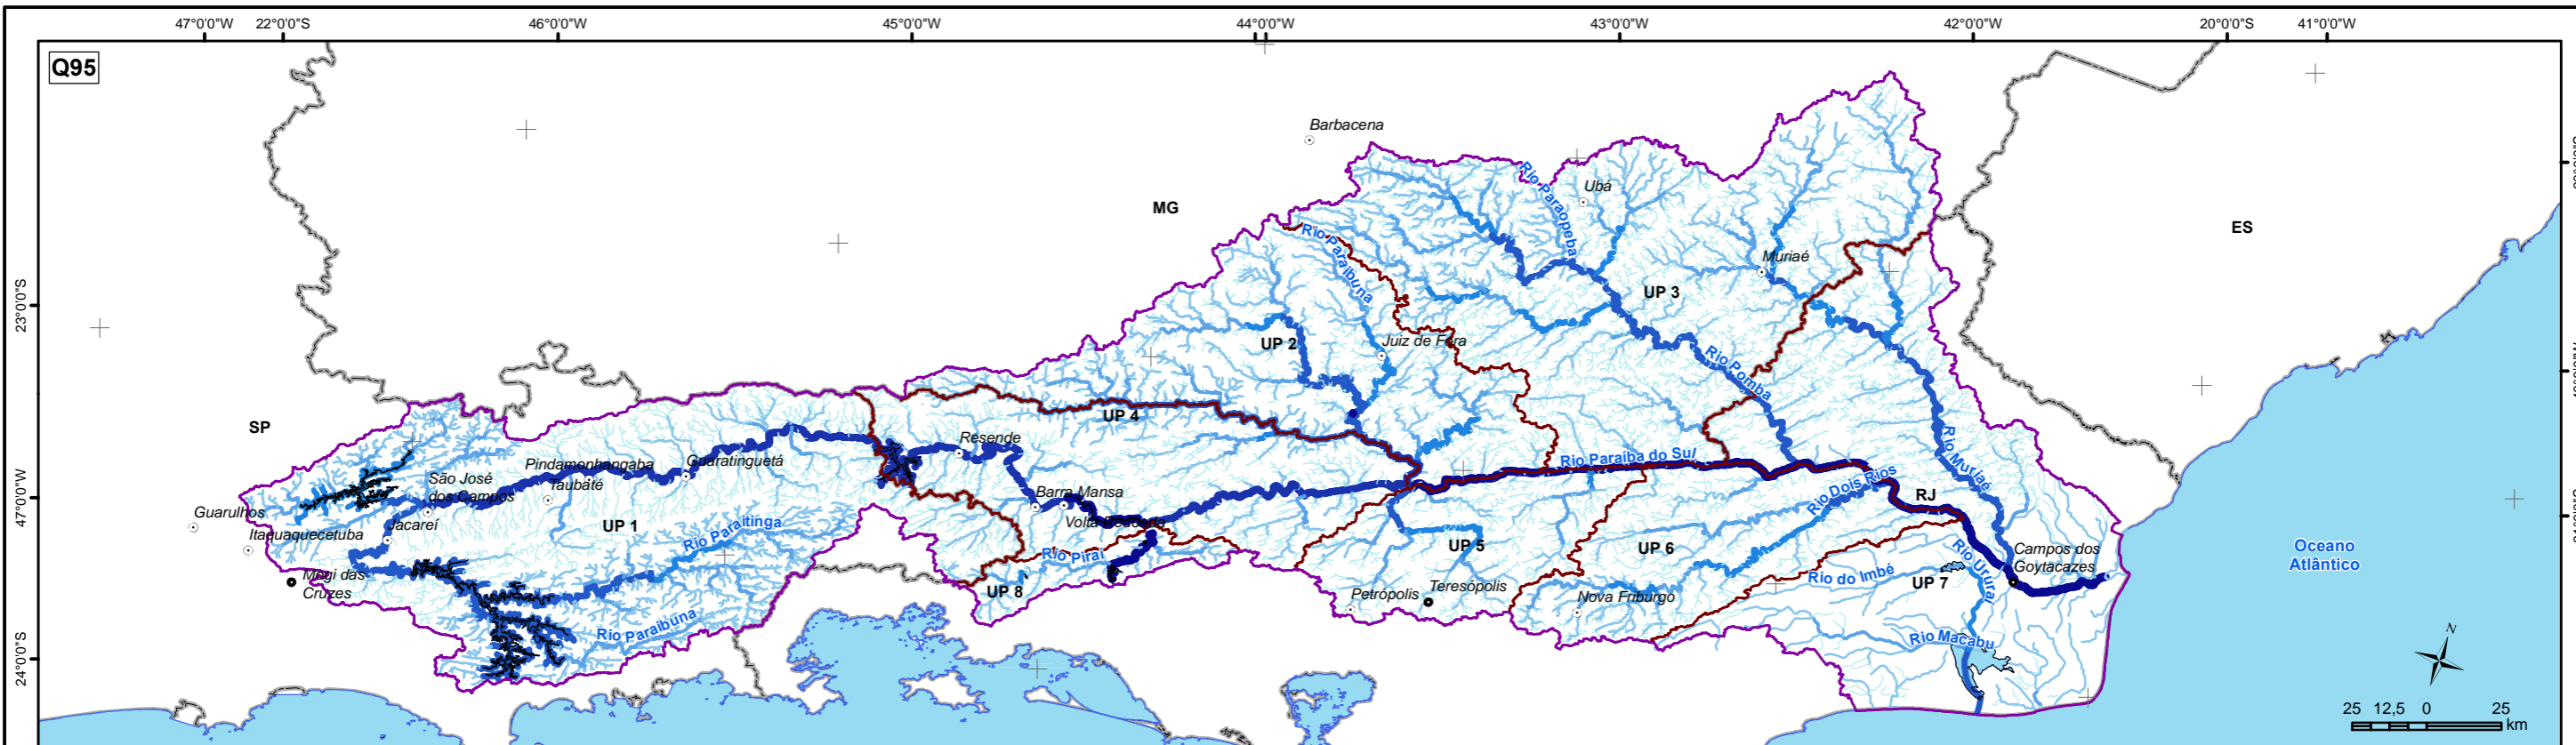 47°0'0"W
22°0'0"S
46°0'0"W
45°0'0"W
44°0'0"W
43°0'0"W
42°0'0"W
20°0'0"S
41°0'0"W
Q95
Barbacena
Ubá
Rio Paraopeba
MG
ES
Rio Paraibuna
Muriaé
UP 3
23°0'0"S
UP 2
Juiz de Fora
Rio Pomba
UP 4
SP
Resende
Rio Muriaé
Pindamonhangaba
Guaratinguetá
Rio Paraíba do Sul
São José
dos Campos
Taubaté
Barra Mansa
Rio Dois Rios
RJ
47°0'0"W
Guarulhos
Jacareí
UP 1
Volta Redonda
Itaquaquecetuba
Rio Paraitinga
Rio Piraí
UP 5
UP 6
Campos dos
Goytacazes
Oceano
Atlântico
Mogi das
Cruzes
UP 8
Petrópolis
Teresópolis
Nova Friburgo
Rio do Imbé
UP 7
Rio Ururaí
Rio Paraibuna
Rio Macabu
24°0'0"S
N
25 12,5 0 25
km